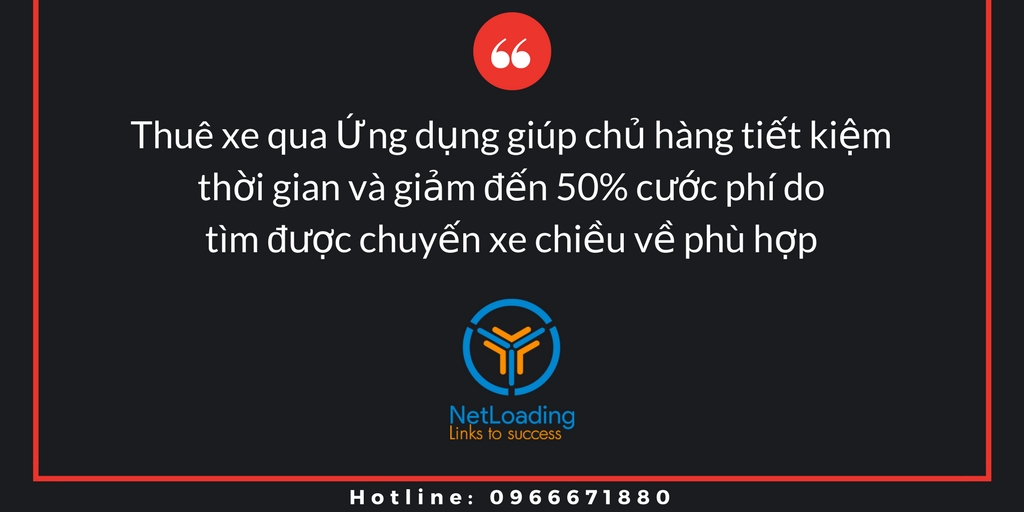 Thuê xe qua Ứng dụng giúp chủ hàng tiết kiệm
thời gian và giảm đến 50% cước phí do
tìm được chuyến xe chiều về phù hợp
NetLoading
Links to success
Hotline: 0966671880